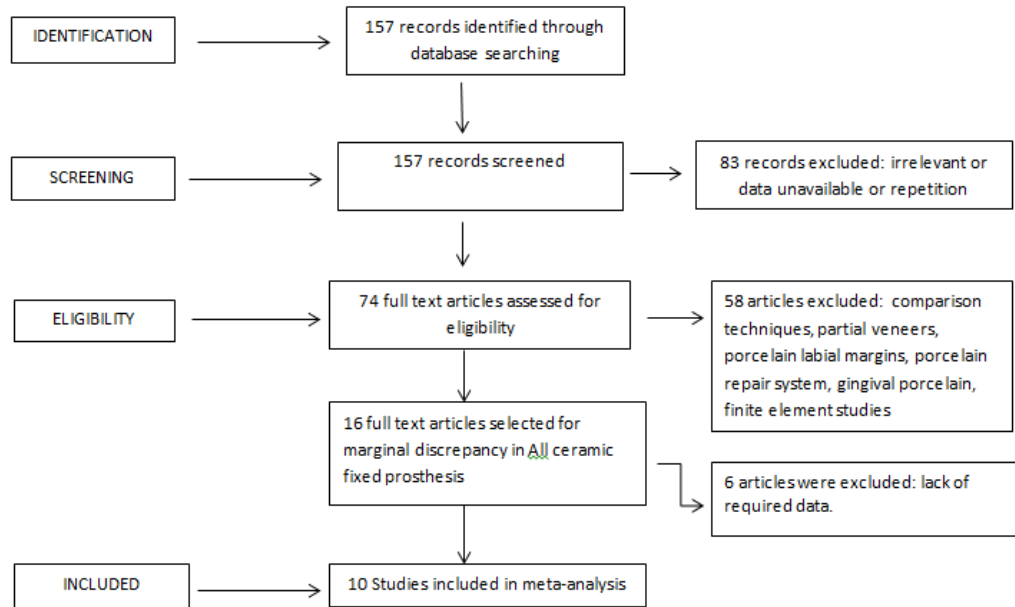 IDENTIFICATION
157 records identified through
database searching
SCREENING
157 records screened
83 records excluded: irrelevant or
data unavailable or repetition
ELIGIBILITY
74 full text articles assessed for
eligibility
58 articles excluded: comparison
techniques, partial veneers,
porcelain labial margins, porcelain
repair system, gingival porcelain,
finite element studies
16 full text articles selected for
marginal discrepancy in All ceramic
fixed prosthesis
6 articles were excluded: lack of
required data.
INCLUDED
10 Studies included in meta-analysis